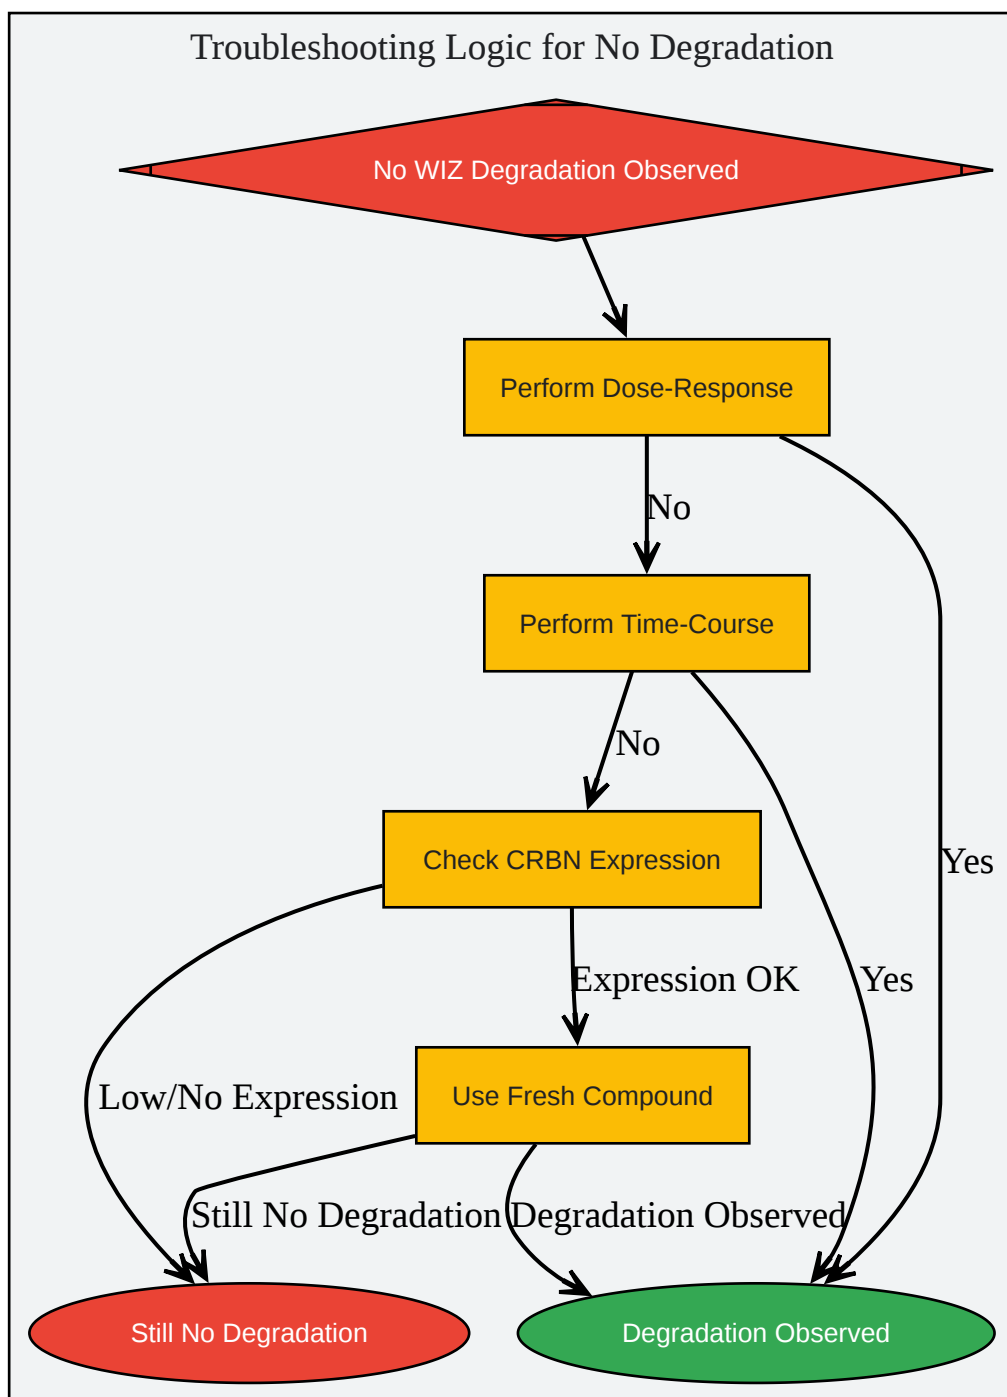 Troubleshooting Logic for No Degradation
No WIZ Degradation Observed
Perform Dose-Response
No
Perform Time-Course
No
Check CRBN Expression
Yes
Expression OK
Yes
Low/No Expression
Use Fresh Compound
Still No Degradation
Degradation Observed
Still No Degradation
Degradation Observed